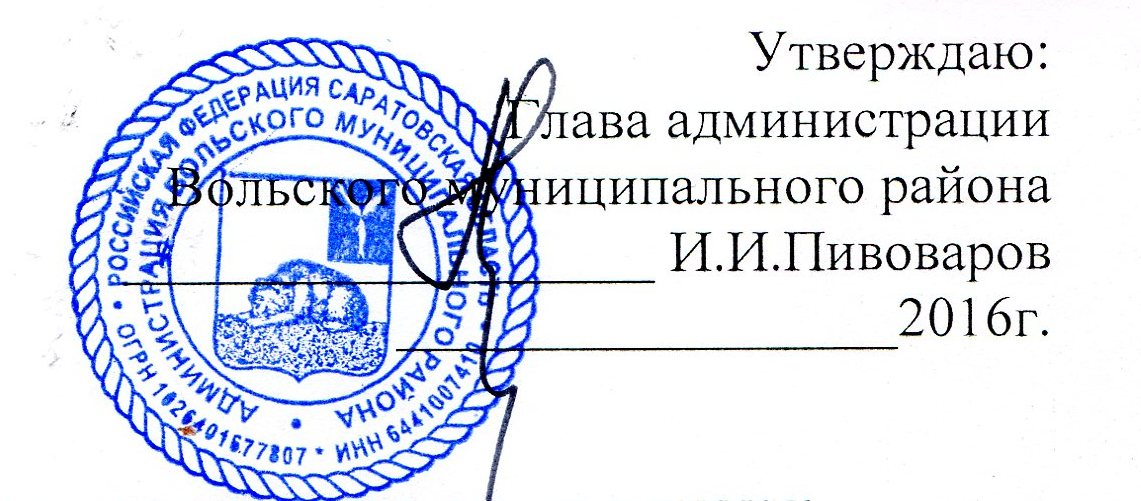 Утверждаю:
Глава администрации
Вольского муниципального района
И.И.Пивоваров
2016г.
РОССИЙСКАЯ ФЕДЕРАЦИЯ САРАТОВСКАЯ ОБЛАСТЬ
* ОГРН 1026401677807 * ИНН 6441007410 *
АДМИНИСТРАЦИЯ ВОЛЬСКОГО МУНИЦИПАЛЬНОГО РАЙОНА